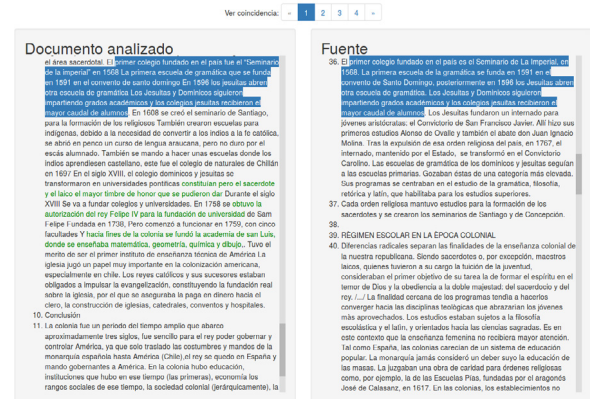 Ver coincidencia: « 1 2 3 4 »
Documento analizado
el área sacerdotal. El primer colegio fundado en el país fue el “Seminario
de la imperial” en 1568 La primera escuela de gramática que se funda
en 1591 en el convento de santo domingo En 1596 los jesuitas abren
otra escuela de gramática Los Jesuitas y Dominicos siguieron
impartiendo grados académicos y los colegios jesuitas recibieron el
mayor caudal de alumnos. En 1608 se creó el seminario de Santiago,
para la formación de los religiosos También crearon escuelas para
indígenas, debido a la necesidad de convertir a los indios a la fe católica,
se abrió en penco un curso de lengua araucana, pero no duro por el
escás alumnado. También se mando a hacer unas escuelas donde los
indios aprendiesen castellano, este fue el colegio de naturales de Chillán
en 1697 En el siglo XVIII, el colegio dominicos y jesuitas se
transformaron en universidades pontificas constituían pero el sacerdote
y el laico el mayor timbre de honor que se pudieron dar Durante el siglo
XVIII Se va a fundar colegios y universidades. En 1758 se obtuvo la
autorización del rey Felipe IV para la fundación de universidad de Sam
Felipe Fundada en 1738, Pero comenzó a funcionar en 1759, con cinco
facultades Y hacia fines de la colonia se fundó la academia de san Luis,
donde se enseñaba matemática, geometría, química y dibujo,. Tuvo el
merito de ser el primer instituto de enseñanza técnica de América La
iglesia jugó un papel muy importante en la colonización americana,
especialmente en chile. Los reyes católicos y sus sucesores estaban
obligados a impulsar la evangelización, constituyendo la fundación real
sobre la iglesia, por el que se aseguraba la paga en dinero hacia el
clero, la construcción de iglesias, catedrales, conventos y hospitales.
10. Conclusión
11. La colonia fue un período del tiempo amplio que abarco
aproximadamente tres siglos, fue sencillo para el rey poder gobernar y
controlar América, ya que solo traslado las costumbres y mandos de la
monarquía española hasta América (Chile),el rey se quedo en España y
mando gobernantes a América. En la colonia hubo educación,
instituciones que hubo en ese tiempo (las primeras), economía los
rangos sociales de ese tiempo, la sociedad colonial (jerárquicamente), la
Fuente
36. El primer colegio fundado en el país es el Seminario de La Imperial, en
1568. La primera escuela de la gramática se funda en 1591 en el
convento de Santo Domingo, posteriormente en 1596 los jesuitas abren
otra escuela de gramática. Los Jesuitas y Dominicos siguieron
impartiendo grados académicos y los colegios jesuitas recibieron el
mayor caudal de alumnos. Los Jesuitas fundaron un internado para
jóvenes aristócratas: el Convictorio de San Francisco Javier. Allí hizo sus
primeros estudios Alonso de Ovalle y también el abate don Juan Ignacio
Molina. Tras la expulsión de esa orden religiosa del país, en 1767, el
internado, mantenido por el Estado, se transformó en el Convictorio
Carolino. Las escuelas de gramática de los dominicos y jesuitas seguían
a las escuelas primarias. Gozaban éstas de una categoría más elevada.
Sus programas se centraban en el estudio de la gramática, filosofía,
retórica y latín, que habilitaba para los estudios superiores.
37. Cada orden religiosa mantuvo estudios para la formación de los
sacerdotes y se crearon los seminarios de Santiago y de Concepción.
38.
39. RÉGIMEN ESCOLAR EN LA ÉPOCA COLONIAL
40. Diferencias radicales separan las finalidades de la enseñanza colonial de
la nuestra republicana. Siendo sacerdotes o, por excepción, maestros
laicos, quienes tuvieron a su cargo la fuición de la juventud,
consideraban el primer objetivo de su tarea la de formar el espíritu en el
temor de Dios y la obediencia a la doble majestad: del sacerdocio y del
rey. /.../ La finalidad cercana de los programas tendía a hacerlos
converger hacia las disciplinas teológicas que abrazarían los jóvenes
más aprovechados. Los estudios estaban sujetos a la filosofía
escolástica y el latín, y orientados hacia las ciencias sagradas. Es en
este contexto que la enseñanza femenina no recibiera mayor atención.
Tal como España, las colonias carecían de un sistema de educación
popular. La monarquía jamás consideró un deber suyo la educación de
las masas. La juzgaban una obra de caridad para órdenes religiosas
como, por ejemplo, la de las Escuelas Pías, fundadas por el aragonés
José de Calasanz, en 1617. En las colonias, los establecimientos no